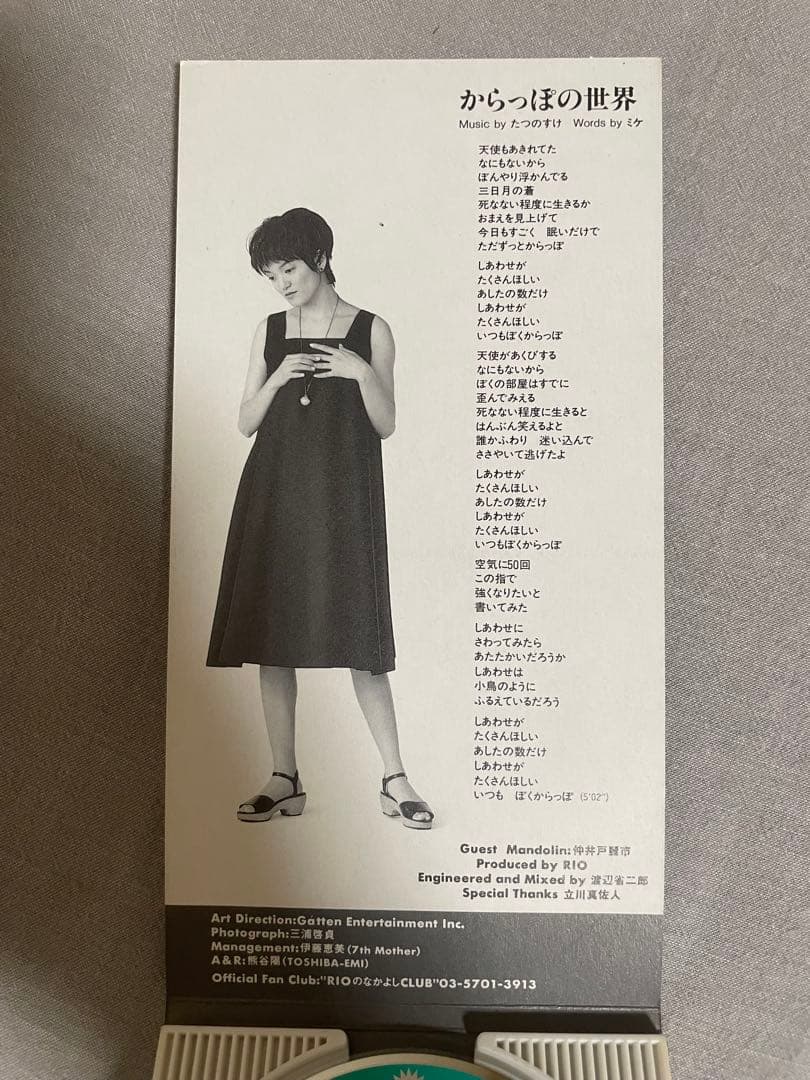 からっぽの世界
Music by たつのすけ Words by ミケ
天使もあきれてた
なにもないから
ぼんやり浮かんでる
三日月の蒼
死なない程度に生きるか
おまえを見上げて
今日もすごく 眠いだけで
ただずっとからっぽ
しあわせが
たくさんほしい
あしたの数だけ
しあわせが
たくさんほしい
いつもぼくからっぽ
天使があくびする
なにもないから
ぼくの部屋はすでに
歪んでみえる
死なない程度に生きると
はんぶん笑えるよと
誰かふわり 迷い込んで
ささやいて逃げたよ
しあわせが
たくさんほしい
あしたの数だけ
しあわせが
たくさんほしい
いつもぼくからっぽ
空気に50回
この指で
強くなりたいと
書いてみた
しあわせに
さわってみたら
あたたかいだろうか
しあわせは
小鳥のように
ふるえているだろう
しあわせが
たくさんほしい
あしたの数だけ
しあわせが
たくさんほしい
いつも ぼくからっぽ (5'02")
Guest Mandolin:仲井戸麗市
Produced by RIO
Engineered and Mixed by 渡辺省二郎
Special Thanks 立川真佐人
Art Direction:Gatten Entertainment Inc.
Photograph:三浦啓貞
Management:伊藤恵美(7th Mother)
A&R:熊谷陽(TOSHIBA-EMI)
Official Fan Club:"RIOのなかよしCLUB"03-5701-3913